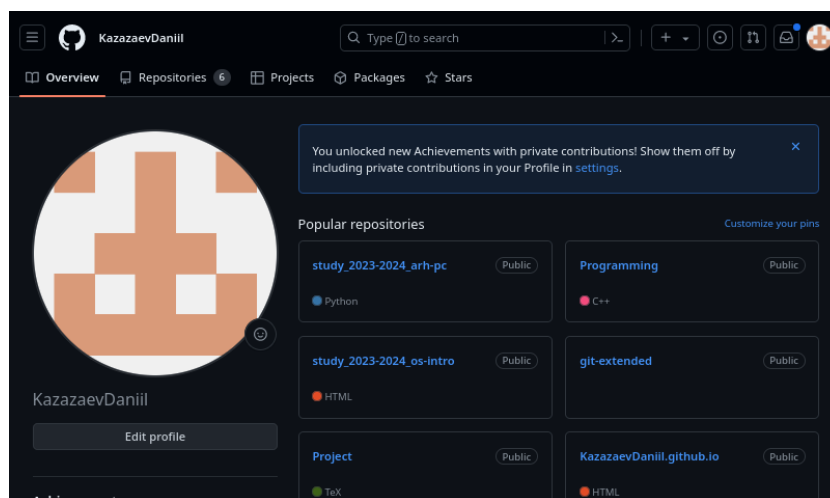 KazazaevDaniil
Type / to search
Overview
Repositories 6
Projects
Packages
Stars
You unlocked new Achievements with private contributions! Show them off by
including private contributions in your Profile in settings.
Popular repositories
Customize your pins
study_2023-2024_arh-pc
Public
Python
Programming
Public
C++
study_2023-2024_os-intro
Public
HTML
git-extended
Public
Project
Public
TeX
KazazaevDaniil.github.io
Public
HTML
KazazaevDaniil
Edit profile